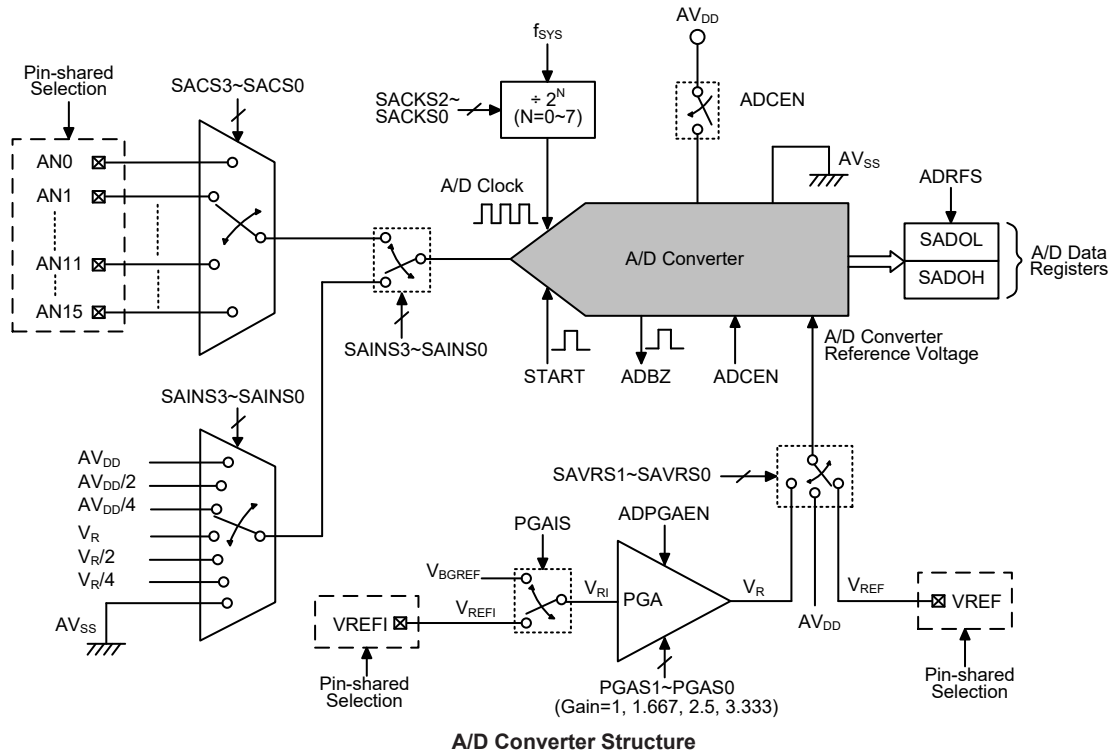 Pin-shared
Selection
SACS3~SACS0
AN0
AN1
AN11
AN15
f_SYS
SACKS2~
SACKS0
÷ 2^N
(N=0~7)
A/D Clock
AV_DD
ADCEN
AV_SS
A/D Converter
ADRFS
SADOL
SADOH
A/D Data
Registers
SAINS3~SAINS0
START
ADBZ
ADCEN
A/D Converter
Reference Voltage
SAINS3~SAINS0
AV_DD
AV_DD/2
AV_DD/4
V_R
V_R/2
V_R/4
AV_SS
SAVRS1~SAVRS0
PGAIS
ADPGAEN
V_BGREF
V_REFI
VREFI
Pin-shared
Selection
V_RI
PGA
V_R
AV_DD
V_REF
VREF
Pin-shared
Selection
PGAS1~PGAS0
(Gain=1, 1.667, 2.5, 3.333)
A/D Converter Structure